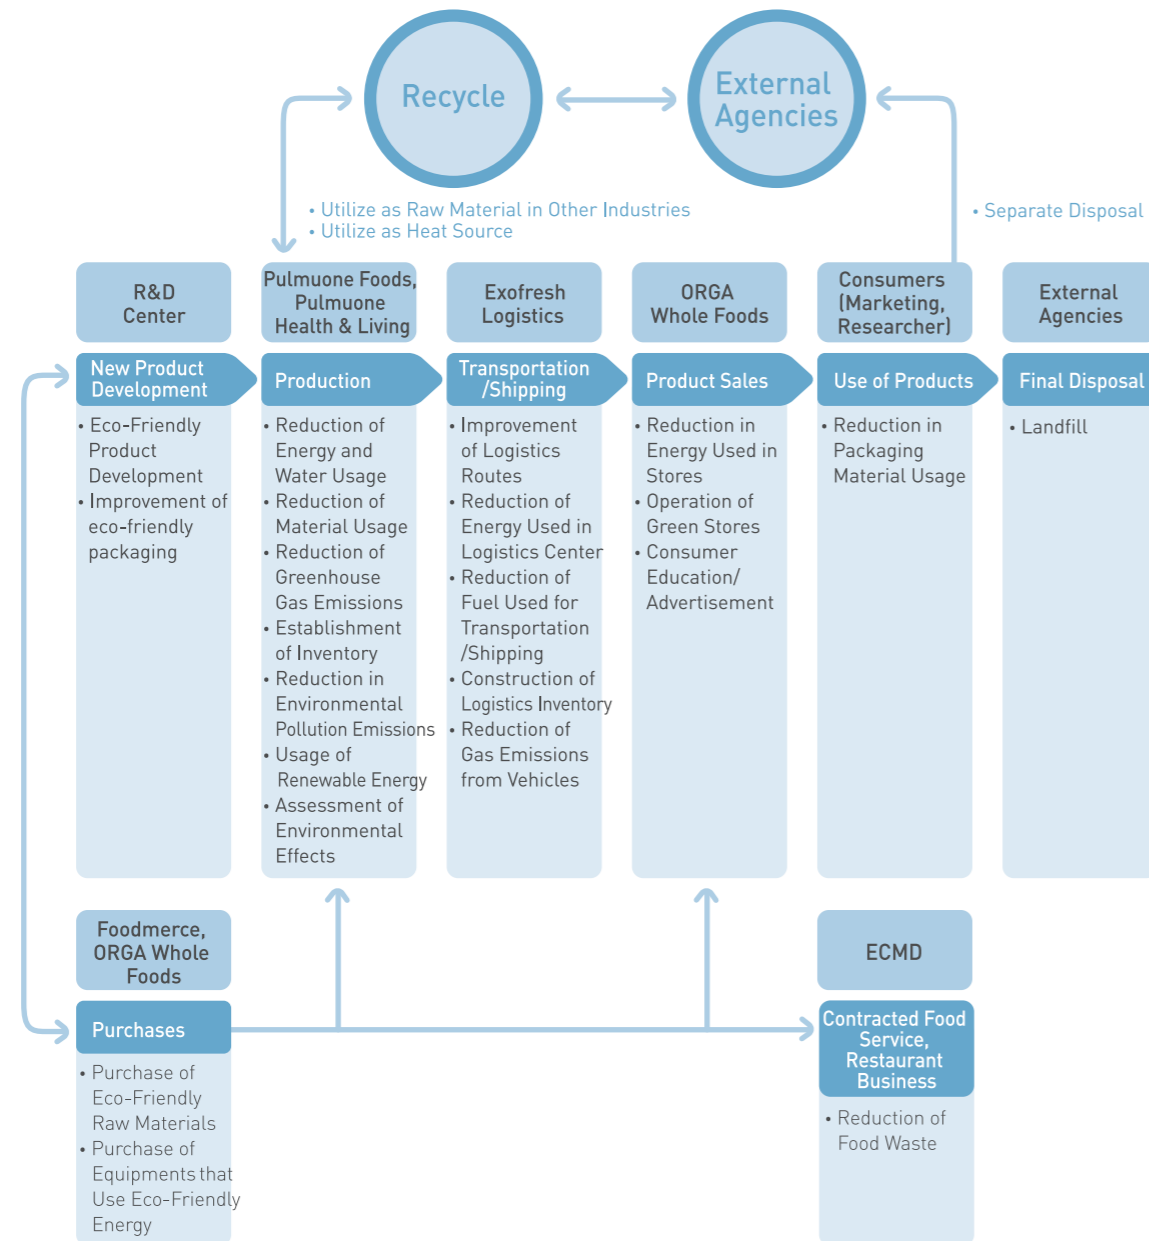 Recycle
External
Agencies
• Utilize as Raw Material in Other Industries
• Utilize as Heat Source
• Separate Disposal
R&D
Center
New Product
Development
• Eco-Friendly
Product
Development
• Improvement of
eco-friendly
packaging
Pulmuone Foods,
Pulmuone
Health & Living
Production
• Reduction of
Energy and
Water Usage
• Reduction of
Material Usage
• Reduction of
Greenhouse
Gas Emissions
• Establishment
of Inventory
• Reduction in
Environmental
Pollution Emissions
• Usage of
Renewable Energy
• Assessment of
Environmental
Effects
Exofresh
Logistics
Transportation
/Shipping
• Improvement
of Logistics
Routes
• Reduction of
Energy Used in
Logistics Center
• Reduction of
Fuel Used for
Transportation
/Shipping
• Construction of
Logistics Inventory
• Reduction of
Gas Emissions
from Vehicles
ORGA
Whole Foods
Product Sales
• Reduction in
Energy Used in
Stores
• Operation of
Green Stores
• Consumer
Education/
Advertisement
Consumers
(Marketing,
Researcher)
Use of Products
• Reduction in
Packaging
Material Usage
External
Agencies
Final Disposal
• Landfill
Foodmerce,
ORGA Whole
Foods
Purchases
• Purchase of
Eco-Friendly
Raw Materials
• Purchase of
Equipments that
Use Eco-Friendly
Energy
ECMD
Contracted Food
Service,
Restaurant
Business
• Reduction of
Food Waste